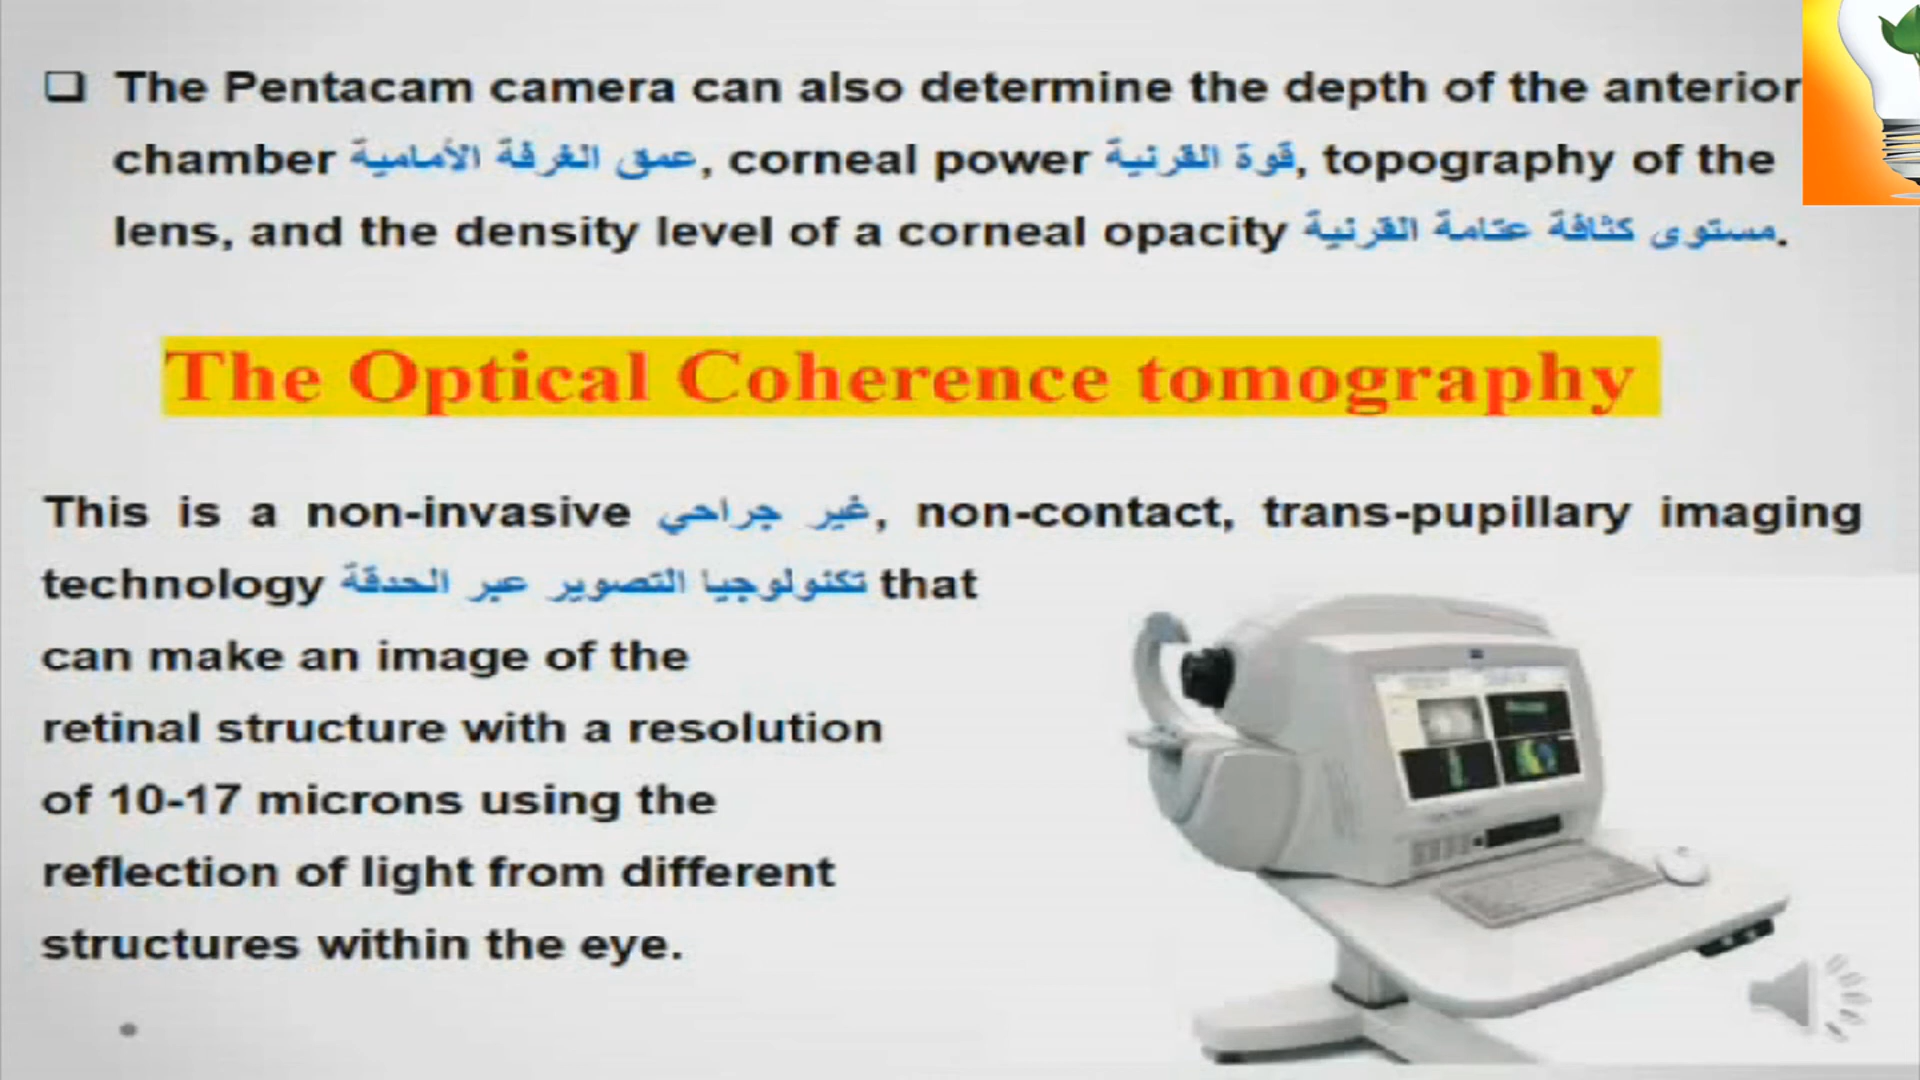 ❑ The Pentacam camera can also determine the depth of the anterior
chamber عمق الغرفة الأمامية, corneal power قوة القرنية, topography of the
lens, and the density level of a corneal opacity مستوى كثافة عتامة القرنية.
The Optical Coherence tomography
This is a non-invasive غير جراحي, non-contact, trans-pupillary imaging
technology تكنولوجيا التصوير عبر الحدقة that
can make an image of the
retinal structure with a resolution
of 10-17 microns using the
reflection of light from different
structures within the eye.